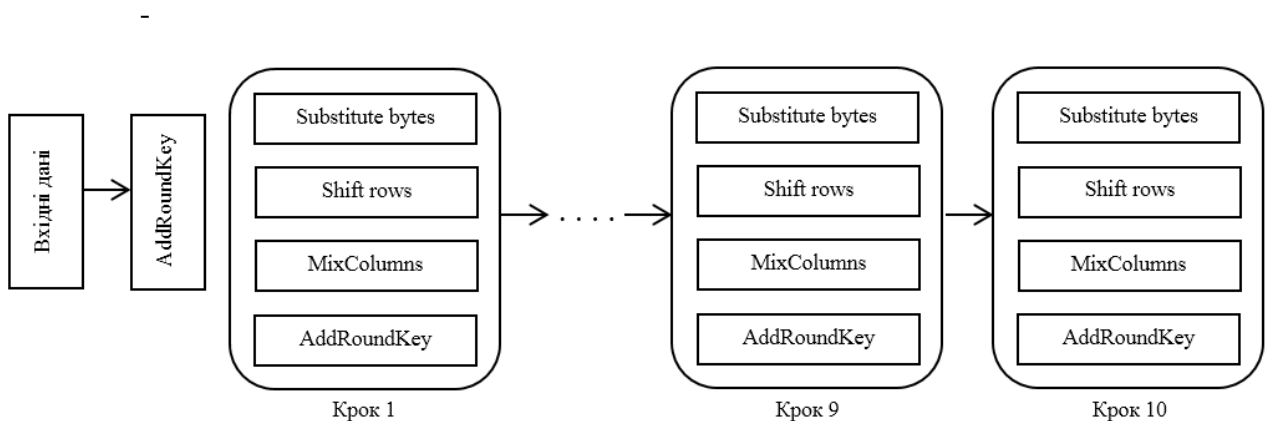 -
Вхідні дані
AddRoundKey
Substitute bytes
Shift rows
MixColumns
AddRoundKey
Крок 1
. . . .
Substitute bytes
Shift rows
MixColumns
AddRoundKey
Крок 9
Substitute bytes
Shift rows
MixColumns
AddRoundKey
Крок 10